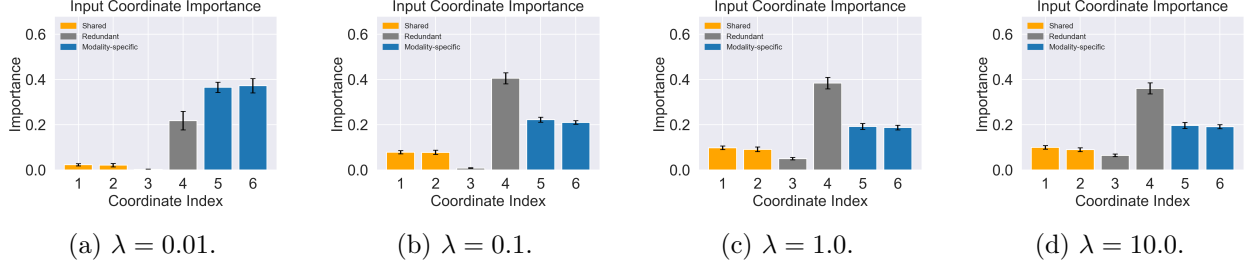 Input Coordinate Importance
Importance
0.6
0.4
0.2
0.0
Shared
Redundant
Modality-specific
1 2 3 4 5 6
Coordinate Index
(a) λ = 0.01.
Input Coordinate Importance
Importance
0.6
0.4
0.2
0.0
Shared
Redundant
Modality-specific
1 2 3 4 5 6
Coordinate Index
(b) λ = 0.1.
Input Coordinate Importance
Importance
0.6
0.4
0.2
0.0
Shared
Redundant
Modality-specific
1 2 3 4 5 6
Coordinate Index
(c) λ = 1.0.
Input Coordinate Importance
Importance
0.6
0.4
0.2
0.0
Shared
Redundant
Modality-specific
1 2 3 4 5 6
Coordinate Index
(d) λ = 10.0.